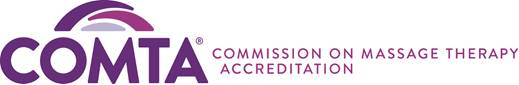 COMTA®
COMMISSION ON MASSAGE THERAPY
ACCREDITATION